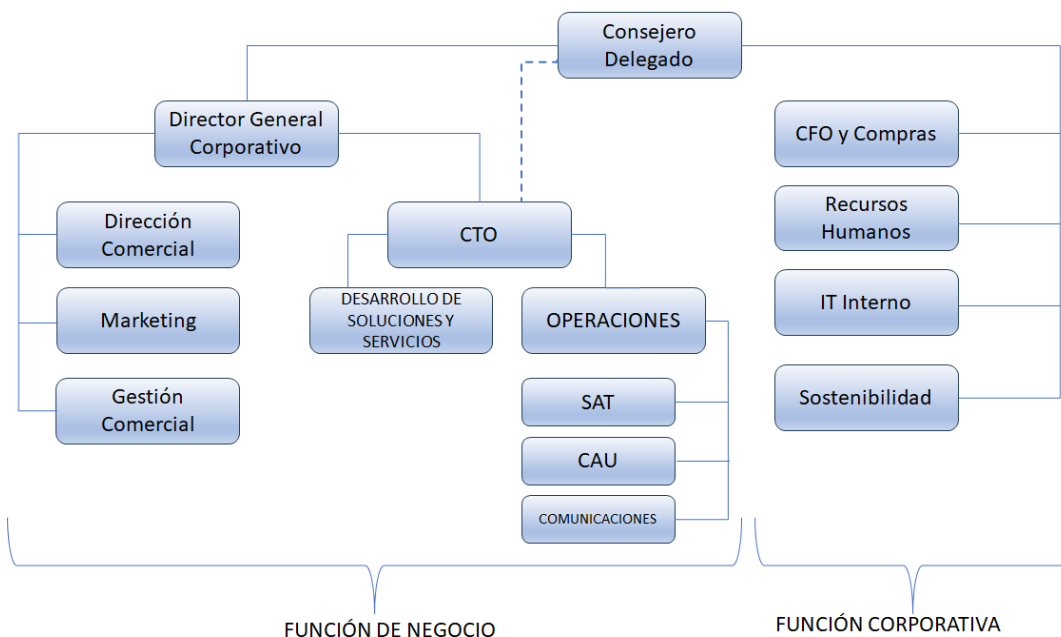 Consejero
Delegado
Director General
Corporativo
CFO y Compras
Dirección
Comercial
CTO
Recursos
Humanos
Marketing
DESARROLLO DE
SOLUCIONES Y
SERVICIOS
OPERACIONES
IT Interno
Gestión
Comercial
SAT
Sostenibilidad
CAU
COMUNICACIONES
FUNCIÓN DE NEGOCIO
FUNCIÓN CORPORATIVA